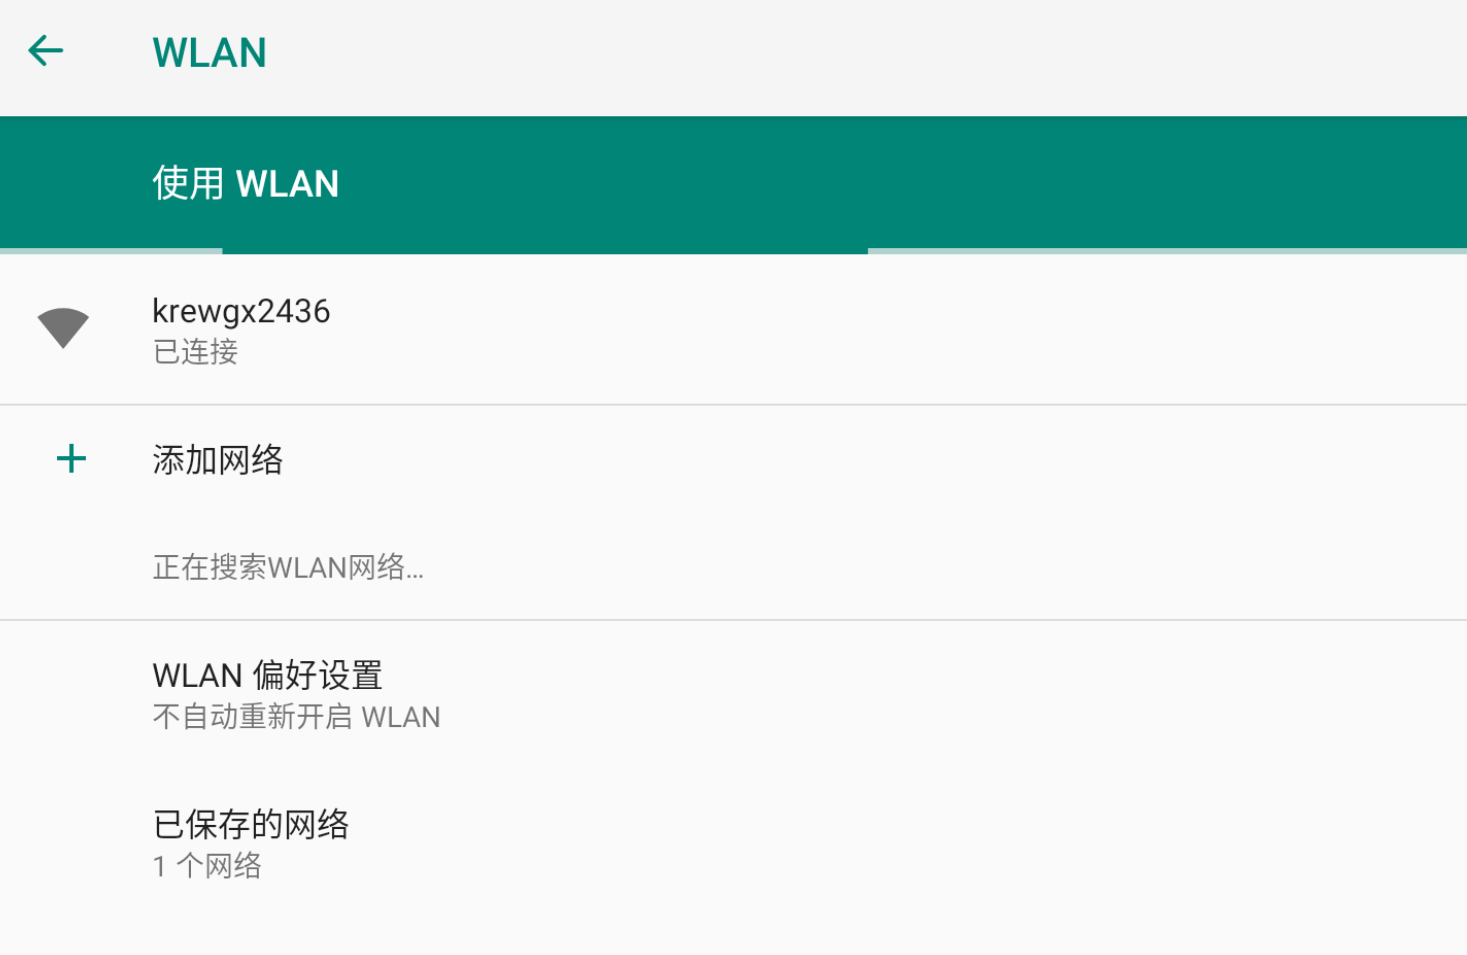 WLAN
使用 WLAN
krewgx2436
已连接
添加网络
正在搜索WLAN网络...
WLAN 偏好设置
不自动重新开启 WLAN
已保存的网络
1 个网络